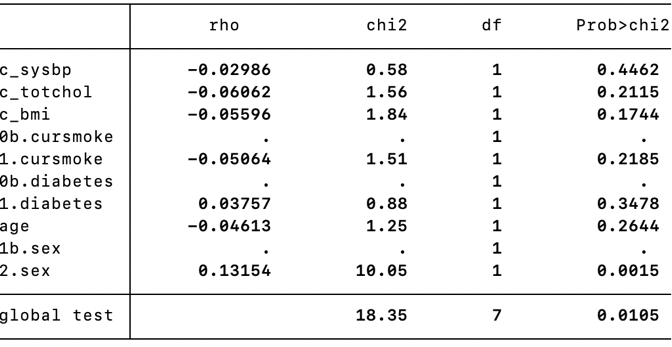 rho chi2 df Prob>chi2
c_sysbp -0.02986 0.58 1 0.4462
c_totchol -0.06062 1.56 1 0.2115
c_bmi -0.05596 1.84 1 0.1744
0b.cursmoke . . 1 .
1.cursmoke -0.05064 1.51 1 0.2185
0b.diabetes . . 1 .
1.diabetes 0.03757 0.88 1 0.3478
age -0.04613 1.25 1 0.2644
1b.sex . . 1 .
2.sex 0.13154 10.05 1 0.0015
global test 18.35 7 0.0105